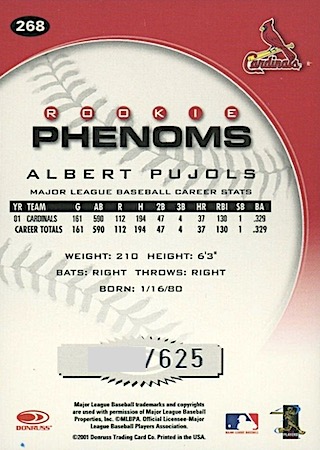 268
Cardinals
ROOKIE
PHENOMS
ALBERT PUJOLS
MAJOR LEAGUE BASEBALL CAREER STATS
YR TEAM G AB R H 2B 3B HR RBI SB BA
01 CARDINALS 161 590 112 194 47 4 37 130 1 .329
CAREER TOTALS 161 590 112 194 47 4 37 130 1 .329
WEIGHT: 210 HEIGHT: 6'3"
BATS: RIGHT THROWS: RIGHT
BORN: 1/16/80
/625
Major League Baseball trademarks and copyrights
are used with permission of Major League Baseball
Properties, Inc. ©MLBPA. Official Licensee-Major
League Baseball Players Association.
©2001 Donruss Trading Card Co. Printed in the USA.
DONRUSS
MAJOR LEAGUE BASEBALL
PLAYERS